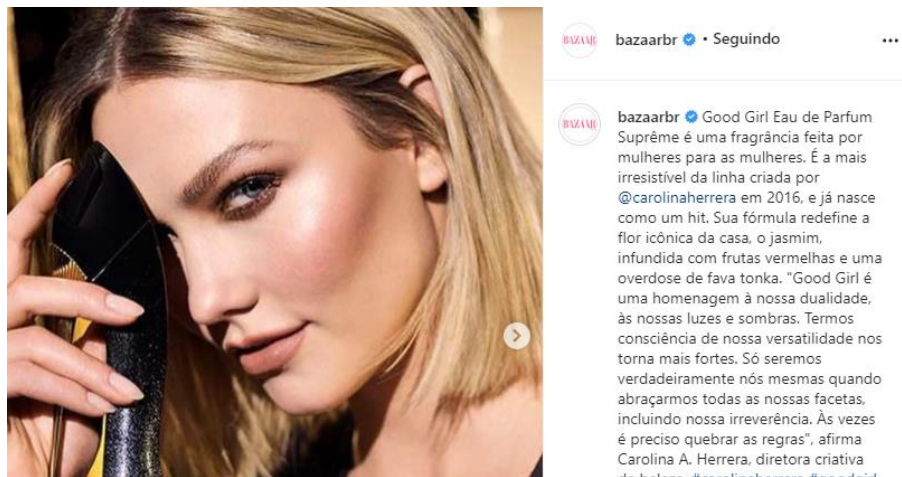 BAZAAR
bazaarbr • Seguindo
BAZAAR
bazaarbr Good Girl Eau de Parfum
Suprême é uma fragrância feita por
mulheres para as mulheres. É a mais
irresistível da linha criada por
@carolinaherrera em 2016, e já nasce
como um hit. Sua fórmula redefine a
flor icônica da casa, o jasmim,
infundida com frutas vermelhas e uma
overdose de fava tonka. "Good Girl é
uma homenagem à nossa dualidade,
às nossas luzes e sombras. Termos
consciência de nossa versatilidade nos
torna mais fortes. Só seremos
verdadeiramente nós mesmas quando
abraçarmos todas as nossas facetas,
incluindo nossa irreverência. Às vezes
é preciso quebrar as regras", afirma
Carolina A. Herrera, diretora criativa